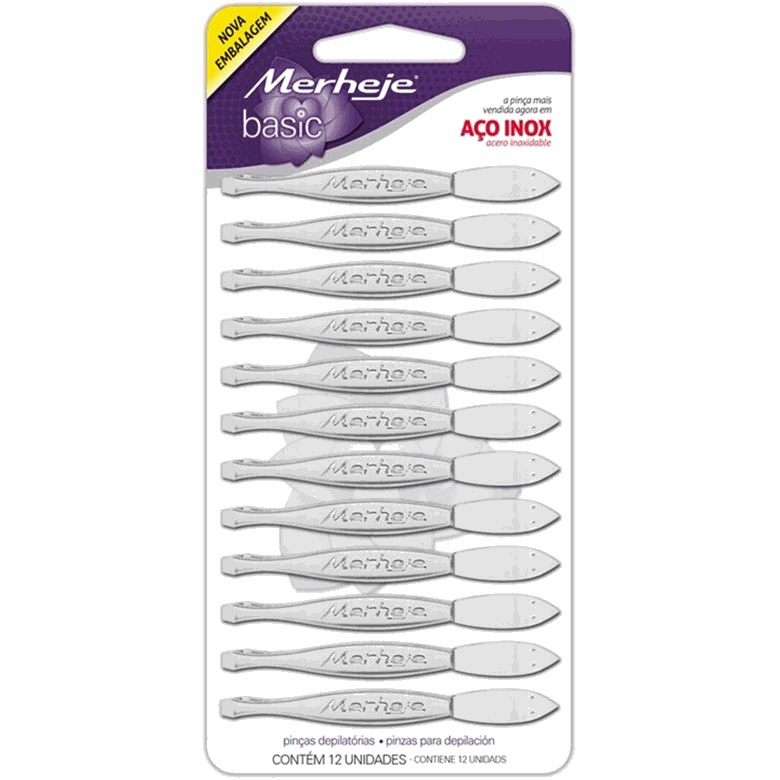 NOVA
EMBALAGEM
Merheje®
basic
a pinça mais
vendida agora em
AÇO INOX
acero inoxidable
Merheje
Merheje
Merheje
Merheje
Merheje
Merheje
Merheje
Merheje
Merheje
Merheje
Merheje
Merheje
pinças depilatórias • pinzas para depilación
CONTÉM 12 UNIDADES · CONTIENE 12 UNIDADS